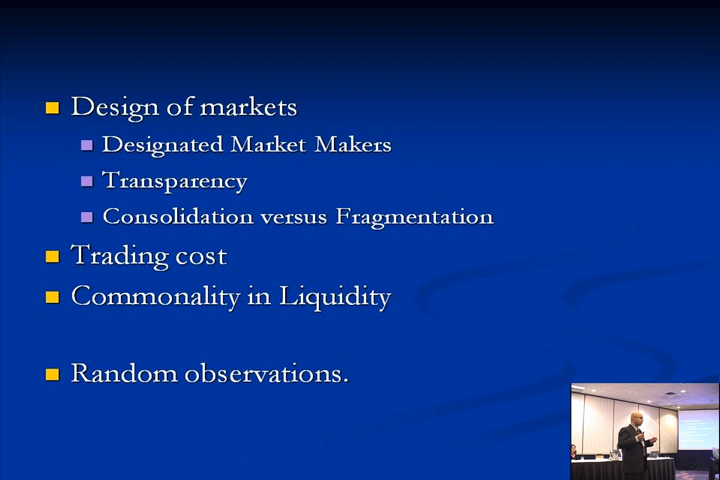 Design of markets
Designated Market Makers
Transparency
Consolidation versus Fragmentation
Trading cost
Commonality in Liquidity
Random observations.